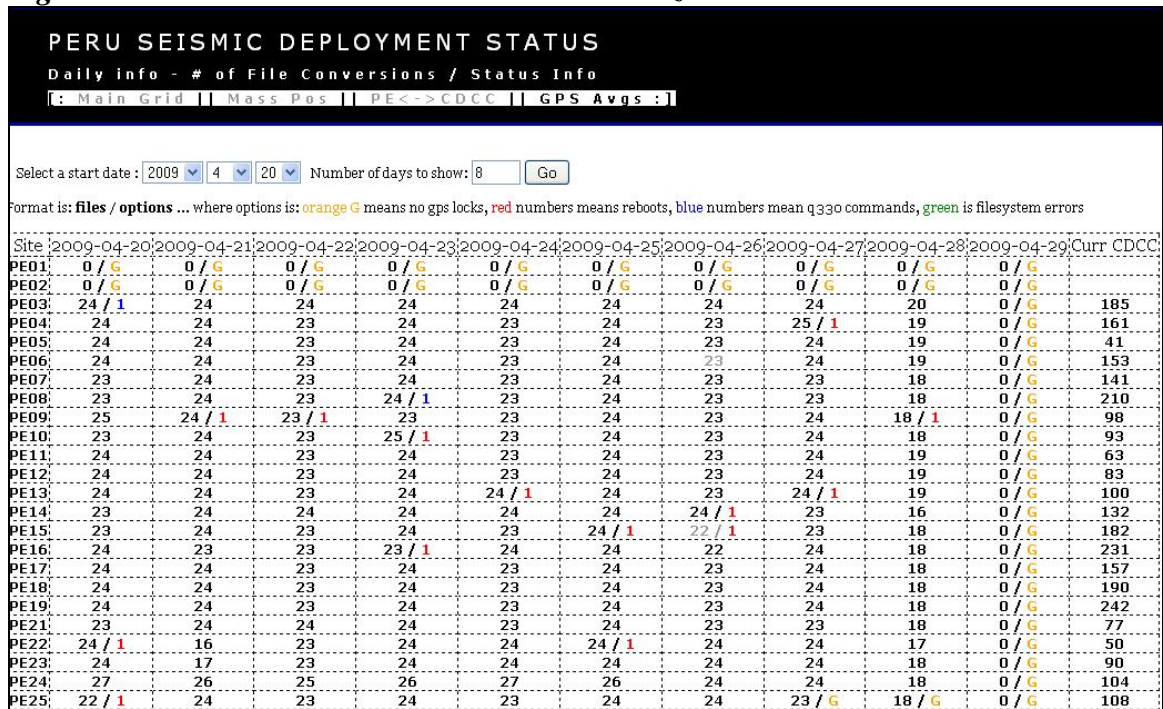 PERU SEISMIC DEPLOYMENT STATUS
Daily info - # of File Conversions / Status Info
[: Main Grid || Mass Pos || PE<->CDCC || GPS Avgs :]
Select a start date : 2009 4 20 Number of days to show: 8 Go
Format is: files / options ... where options is: orange G means no gps locks, red numbers means reboots, blue numbers mean q330 commands, green is filesystem errors
Site 2009-04-20 2009-04-21 2009-04-22 2009-04-23 2009-04-24 2009-04-25 2009-04-26 2009-04-27 2009-04-28 2009-04-29 Curr CDCC
PE01 0 / G 0 / G 0 / G 0 / G 0 / G 0 / G 0 / G 0 / G 0 / G 0 / G
PE02 0 / G 0 / G 0 / G 0 / G 0 / G 0 / G 0 / G 0 / G 0 / G 0 / G
PE03 24 / 1 24 24 24 24 24 24 24 20 0 / G 185
PE04 24 24 23 24 23 24 23 25 / 1 19 0 / G 161
PE05 24 24 23 24 23 24 23 24 19 0 / G 41
PE06 24 24 23 24 23 24 23 24 19 0 / G 153
PE07 23 24 23 24 23 24 23 23 18 0 / G 141
PE08 23 24 23 24 / 1 23 24 23 23 18 0 / G 210
PE09 25 24 / 1 23 / 1 23 23 24 23 24 18 / 1 0 / G 98
PE10 23 24 23 25 / 1 23 24 23 24 18 0 / G 93
PE11 24 24 23 24 23 24 23 24 19 0 / G 63
PE12 24 24 23 24 23 24 23 24 19 0 / G 83
PE13 24 24 23 24 24 / 1 24 23 24 / 1 19 0 / G 100
PE14 23 24 24 24 24 24 24 / 1 23 16 0 / G 132
PE15 23 24 23 24 23 24 / 1 22 / 1 23 18 0 / G 182
PE16 24 23 23 23 / 1 24 24 22 24 18 0 / G 231
PE17 24 24 23 24 23 24 23 24 18 0 / G 157
PE18 24 24 23 24 23 24 23 24 18 0 / G 190
PE19 24 24 23 24 23 24 23 24 18 0 / G 242
PE21 23 24 24 24 23 24 23 23 18 0 / G 77
PE22 24 / 1 16 23 24 24 24 / 1 24 24 17 0 / G 50
PE23 24 17 23 24 24 24 24 24 18 0 / G 90
PE24 27 26 25 26 27 26 24 24 18 0 / G 104
PE25 22 / 1 24 23 24 23 24 24 23 / G 18 / G 0 / G 108